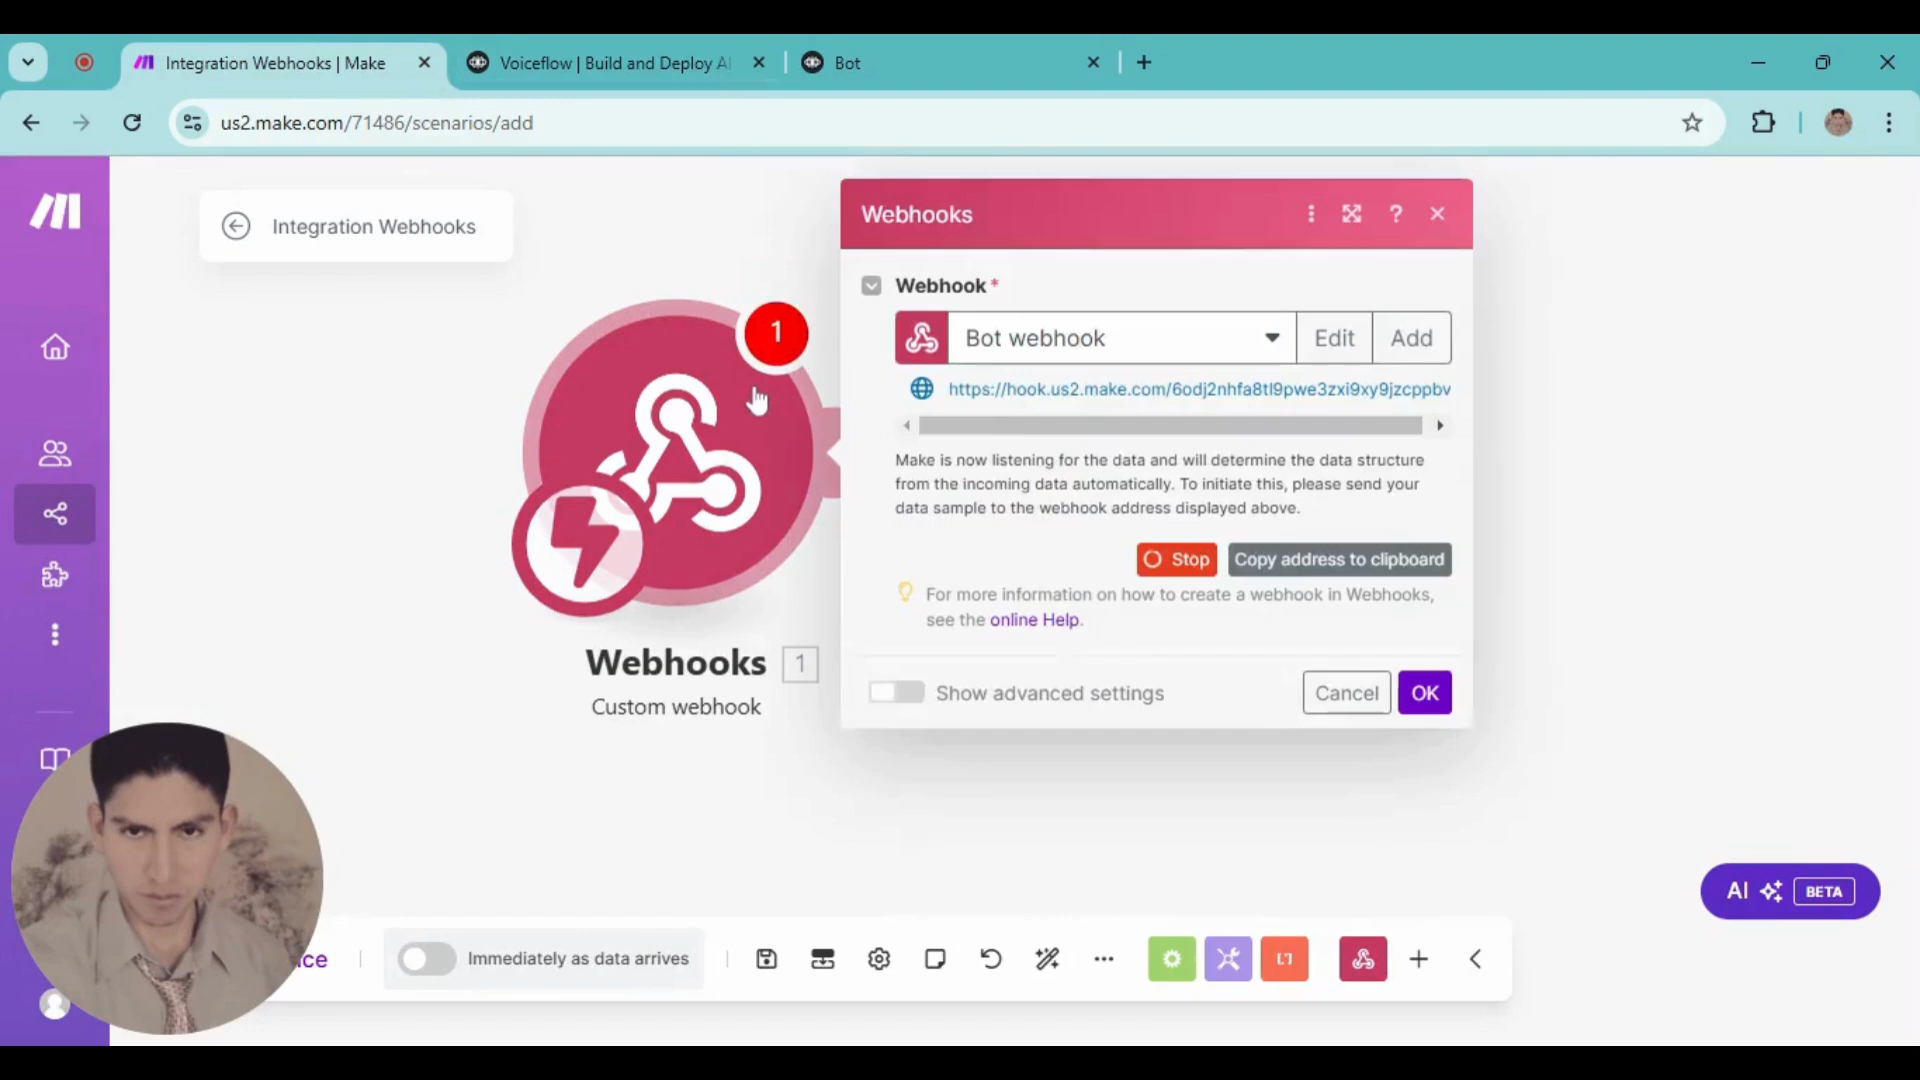 Integration Webhooks | Make
Voiceflow | Build and Deploy AI
Bot
us2.make.com/71486/scenarios/add
Integration Webhooks
Webhooks
Webhook *
Bot webhook
Edit
Add
https://hook.us2.make.com/6odj2nhfa8tl9pwe3zxi9xy9jzcppbv
Make is now listening for the data and will determine the data structure
from the incoming data automatically. To initiate this, please send your
data sample to the webhook address displayed above.
Stop
Copy address to clipboard
For more information on how to create a webhook in Webhooks,
see the online Help.
Show advanced settings
Cancel
OK
1
Webhooks
1
Custom webhook
AI
BETA
Immediately as data arrives